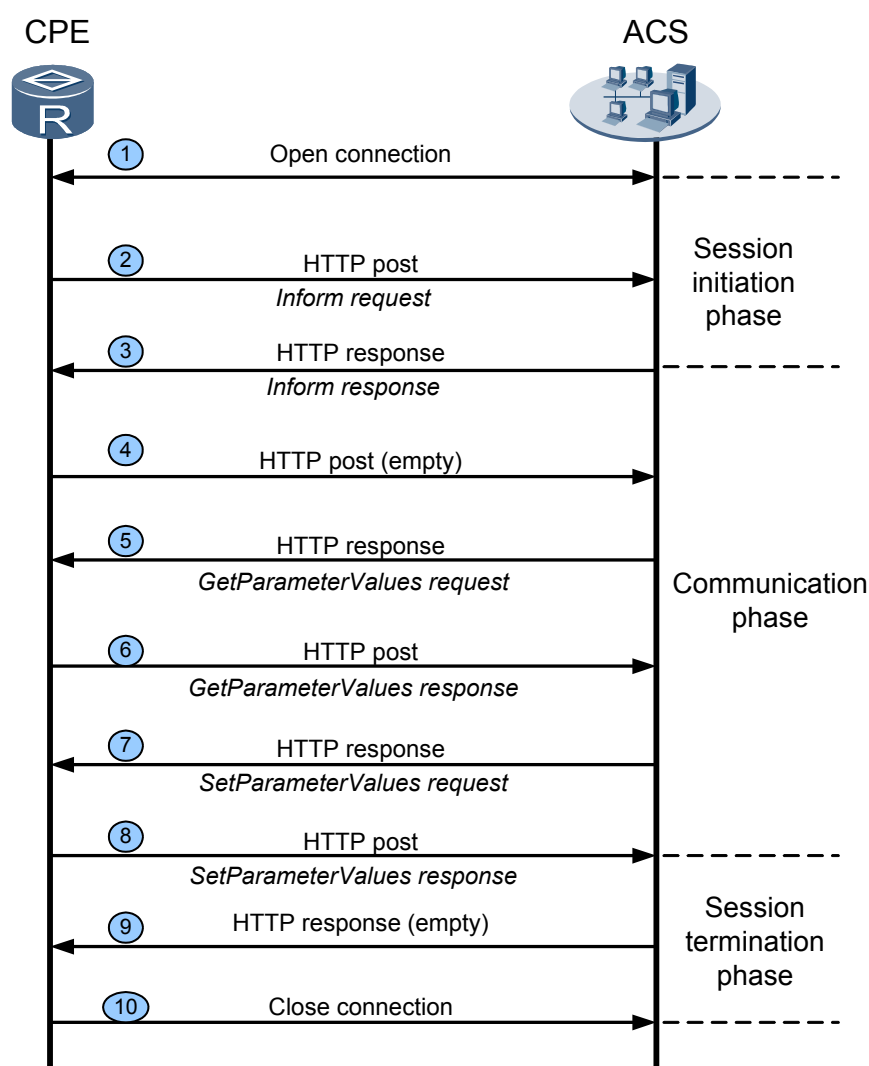 CPE
ACS
R
1
Open connection
2
HTTP post
Inform request
Session
initiation
phase
3
HTTP response
Inform response
4
HTTP post (empty)
5
HTTP response
GetParameterValues request
Communication
phase
6
HTTP post
GetParameterValues response
7
HTTP response
SetParameterValues request
8
HTTP post
SetParameterValues response
9
HTTP response (empty)
Session
termination
phase
10
Close connection